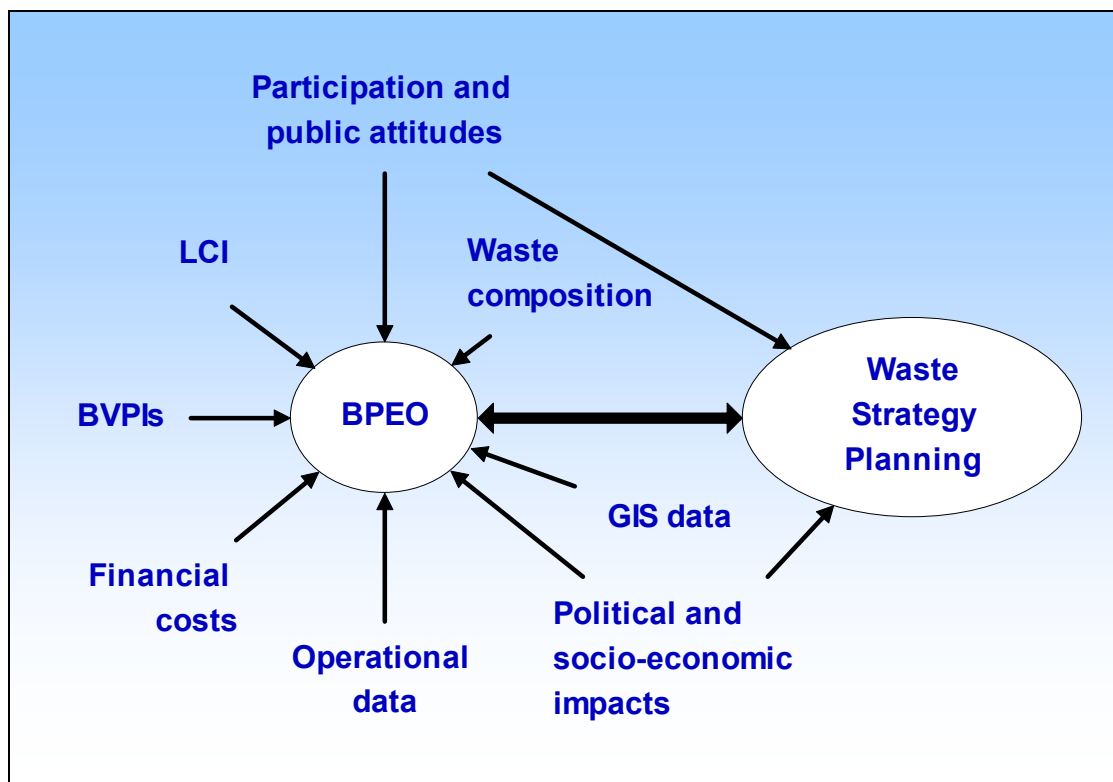 Participation and
public attitudes
LCI
Waste
composition
BVPIs
BPEO
Waste
Strategy
Planning
GIS data
Financial
costs
Operational
data
Political and
socio-economic
impacts